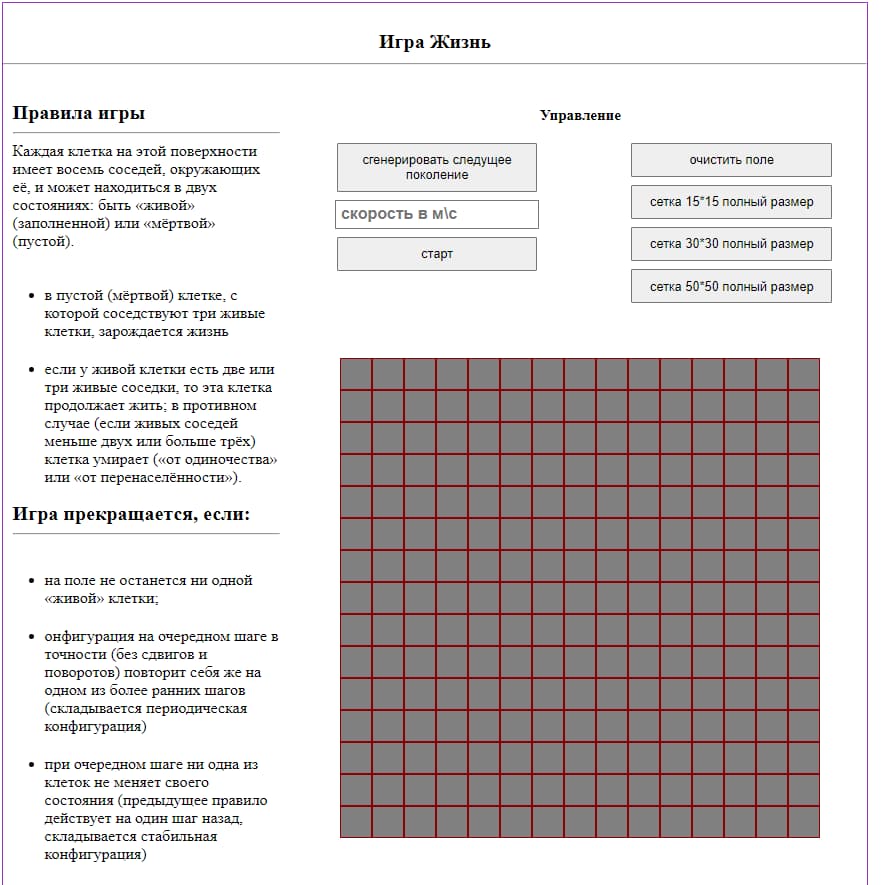 Игра Жизнь
Правила игры
Каждая клетка на этой поверхности
имеет восемь соседей, окружающих
её, и может находиться в двух
состояниях: быть «живой»
(заполненной) или «мёртвой»
(пустой).
в пустой (мёртвой) клетке, с
которой соседствуют три живые
клетки, зарождается жизнь
если у живой клетки есть две или
три живые соседки, то эта клетка
продолжает жить; в противном
случае (если живых соседей
меньше двух или больше трёх)
клетка умирает («от одиночества»
или «от перенаселённости»).
Игра прекращается, если:
на поле не останется ни одной
«живой» клетки;
онфигурация на очередном шаге в
точности (без сдвигов и
поворотов) повторит себя же на
одном из более ранних шагов
(складывается периодическая
конфигурация)
при очередном шаге ни одна из
клеток не меняет своего
состояния (предыдущее правило
действует на один шаг назад,
складывается стабильная
конфигурация)
Управление
сгенерировать следущее
поколение
скорость в м\с
старт
очистить поле
сетка 15*15 полный размер
сетка 30*30 полный размер
сетка 50*50 полный размер